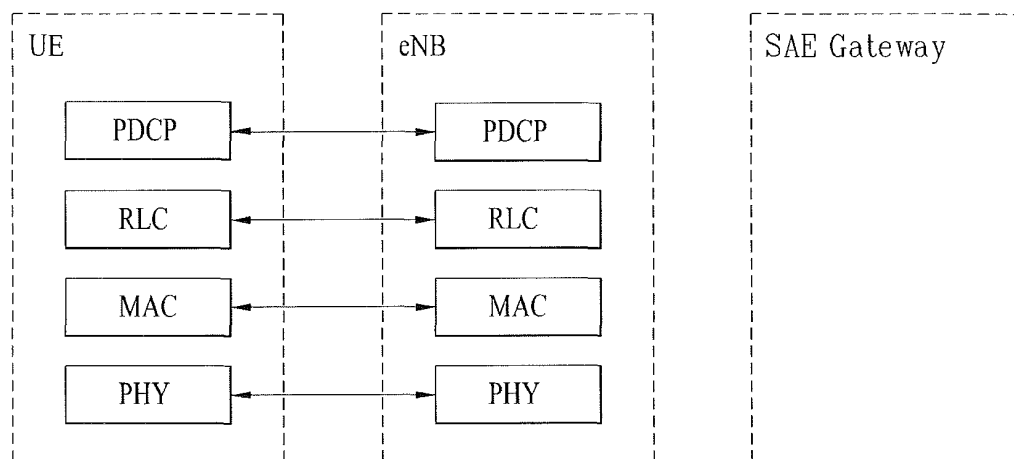 UE
eNB
SAE Gateway
PDCP
PDCP
RLC
RLC
MAC
MAC
PHY
PHY